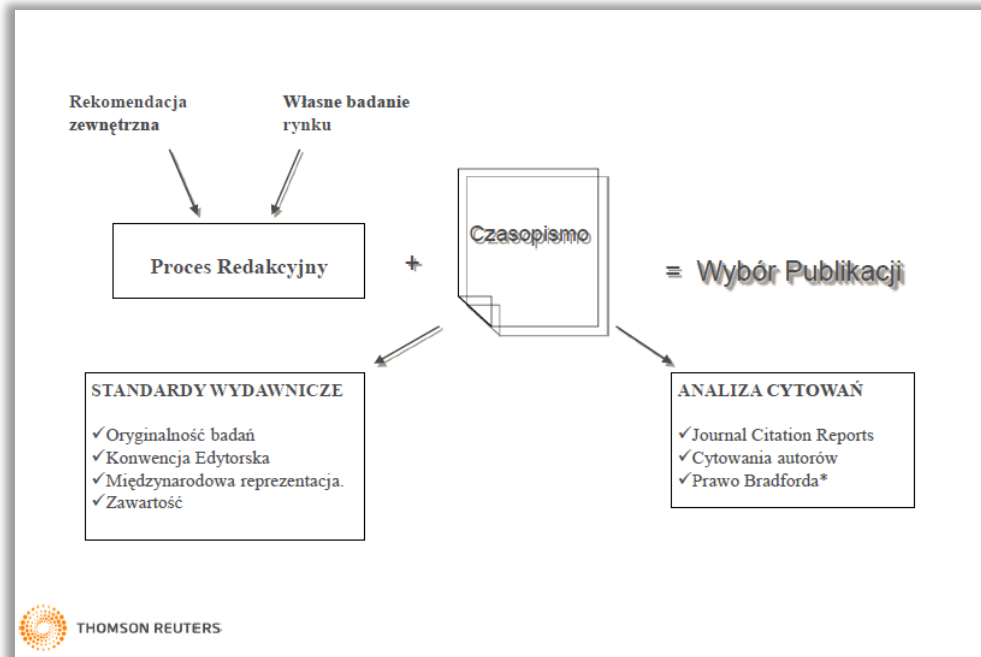 Rekomendacja
zewnętrzna
Własne badanie
rynku
Proces Redakcyjny
+
Czasopismo
= Wybór Publikacji
STANDARDY WYDAWNICZE
✓Oryginalność badań
✓Konwencja Edytorska
✓Międzynarodowa reprezentacja.
✓Zawartość
ANALIZA CYTOWAŃ
✓Journal Citation Reports
✓Cytowania autorów
✓Prawo Bradforda*
THOMSON REUTERS